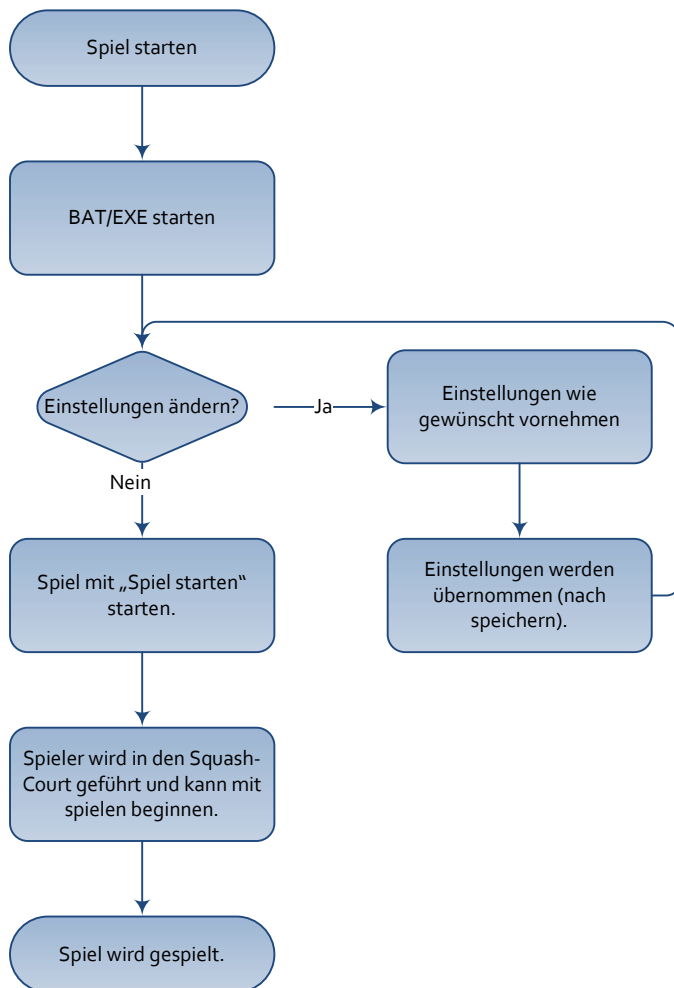 Spiel starten
BAT/EXE starten
Einstellungen ändern?
Ja
Einstellungen wie
gewünscht vornehmen
Nein
Spiel mit „Spiel starten“
starten.
Einstellungen werden
übernommen (nach
speichern).
Spieler wird in den Squash-
Court geführt und kann mit
spielen beginnen.
Spiel wird gespielt.